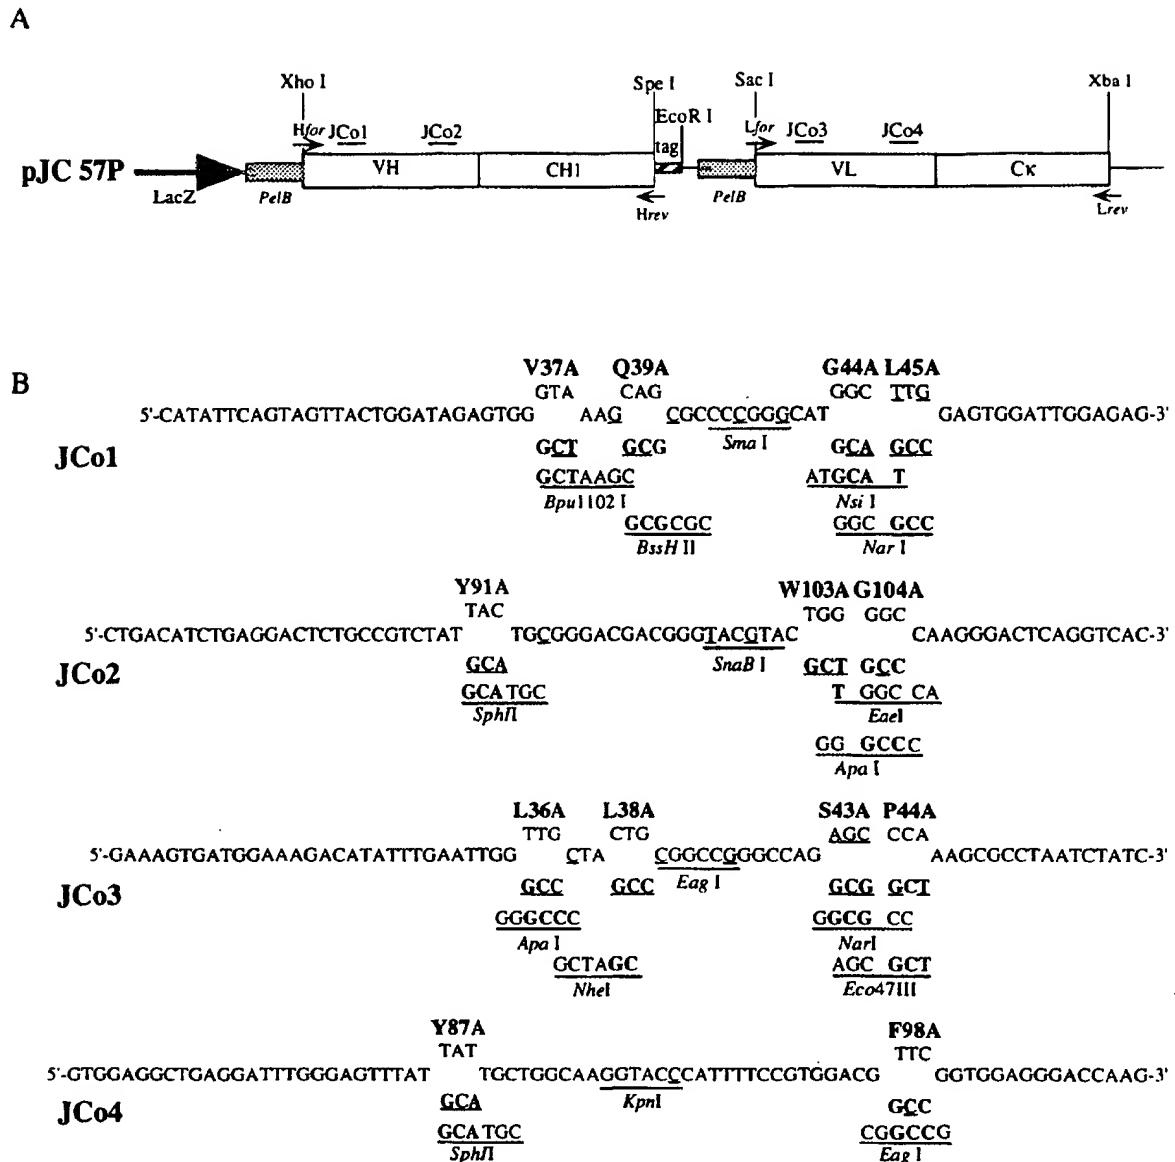 A
Xho I
Spe I
Sac I
Xba I
Hfor
JCo1
JCo2
EcoR I
tag
Lfor
JCo3
JCo4
pJC 57P
LacZ
PelB
VH
CH1
Hrev
PelB
VL
Cκ
Lrev
B
V37A Q39A G44A L45A
GTA CAG GGC TTG
5'-CATATTCAGTAGTTACTGGATAGAGTGG AAG CGCCCCGGGCAT GAGTGGATTGGAGAG-3'
JCo1
GCT GCG Sma I GCA GCC
GCTAAGC ATGCA T
Bpu1102 I Nsi I
GCGCGC GGC GCC
BssH II Nar I
Y91A W103A G104A
TAC TGG GGC
5'-CTGACATCTGAGGACTCTGCCGTCTAT TGCGGGACGACGGGTACGTAC CAAGGGACTCAGGTCAC-3'
JCo2
GCA SnaB I GCT GCC
GCATGC T GGC CA
SphI EaeI
GG GCCC
Apa I
L36A L38A S43A P44A
TTG CTG AGC CCA
5'-GAAAGTGATGGAAAGACATATTTGAATTGG CTA CGGCCGGGCCAG AAGCGCCTAATCTATC-3'
JCo3
GCC GCC Eag I GCG GCT
GGGCCC GGCG CC
Apa I NarI
GCTAGC AGC GCT
NheI Eco47III
Y87A F98A
TAT TTC
5'-GTGGAGGCTGAGGATTTGGGAGTTTAT TGCTGGCAAGGTACCCATTTTCCGTGGACG GGTGGAGGGACCAAG-3'
JCo4
GCA KpnI GCC
GCATGC CGGCCG
SphI Eag I